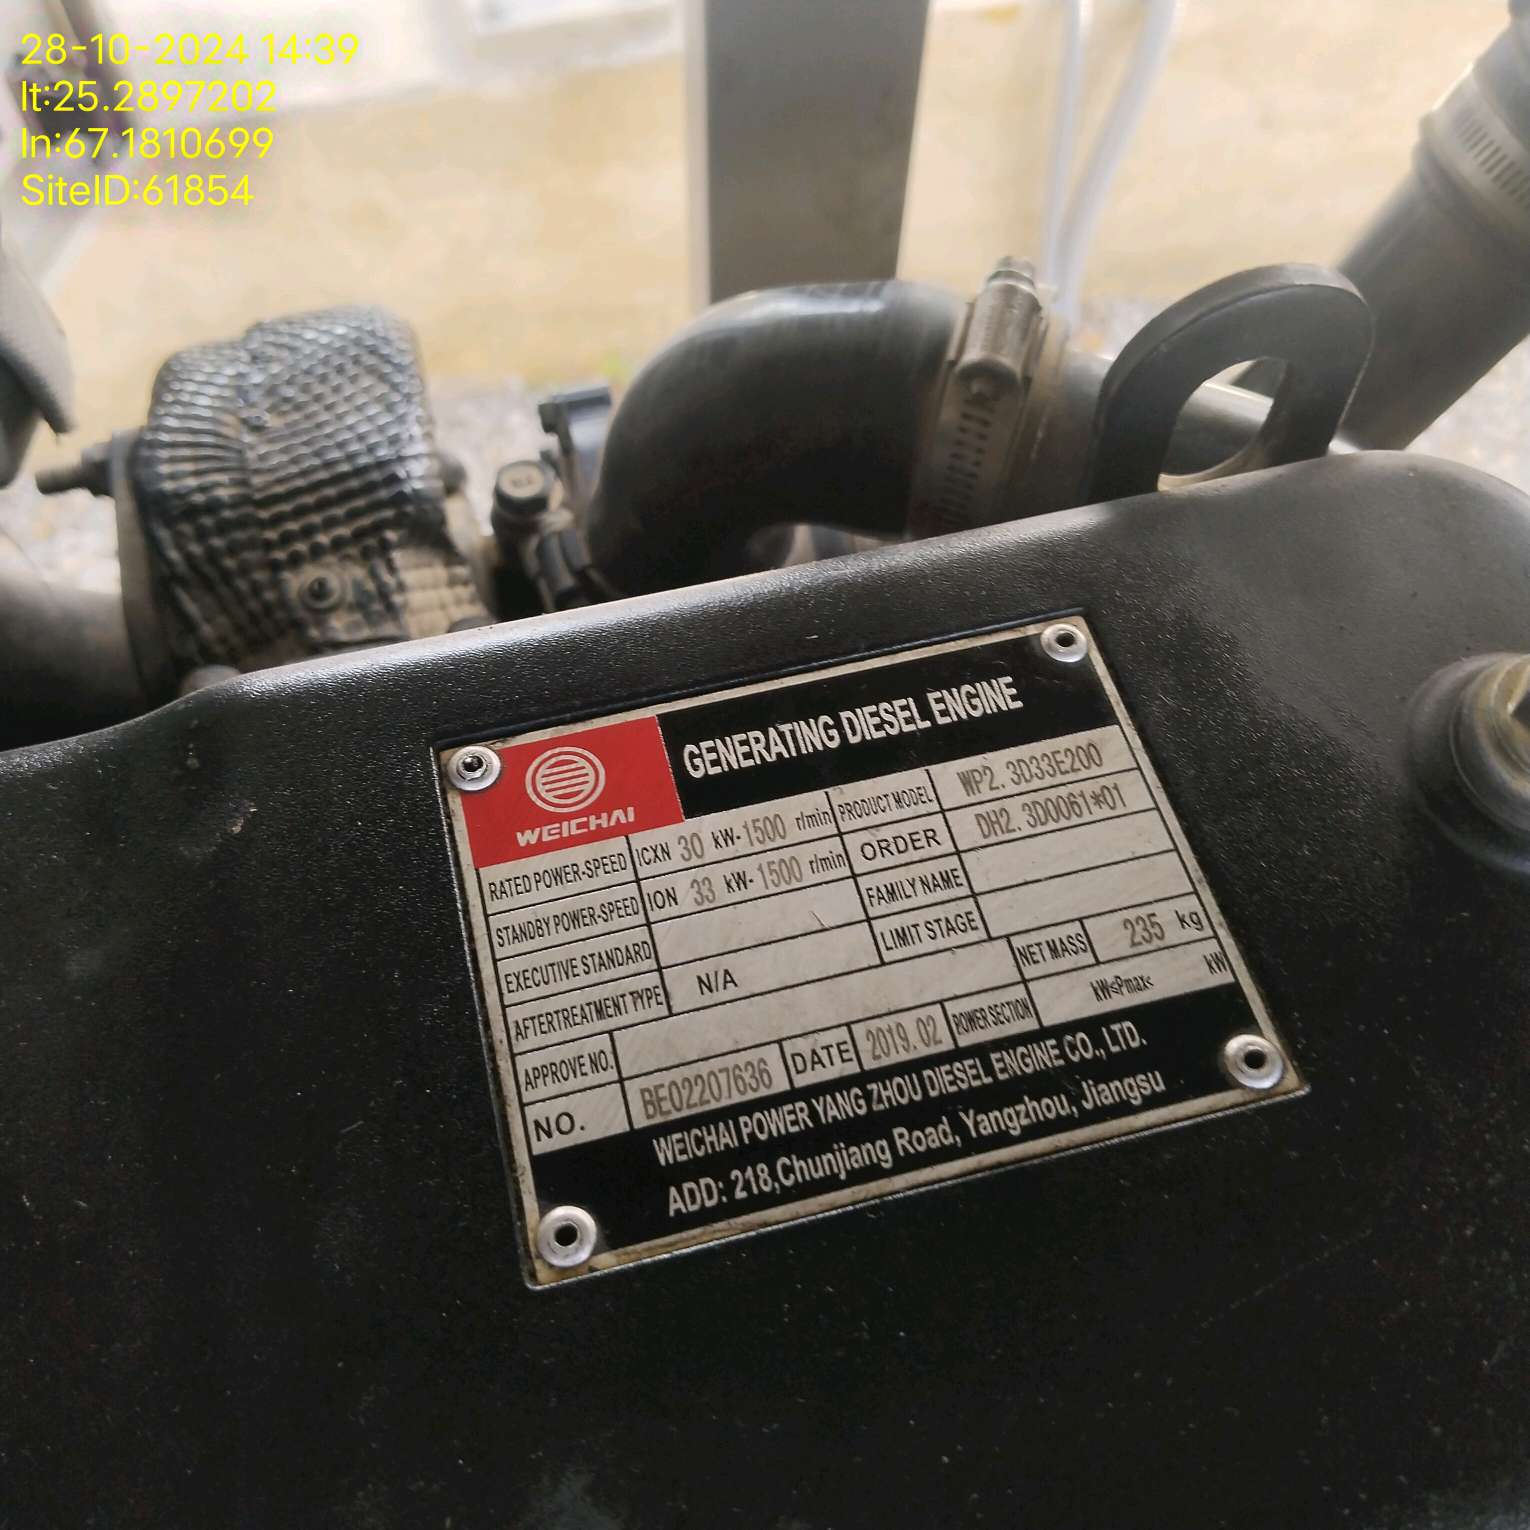 28-10-2024 14:39
lt:25.2897202
ln:67.1810699
SiteID:61854
WEICHAI
GENERATING DIESEL ENGINE
RATED POWER-SPEED ICXN 30 kW-1500 r/min PRODUCT MODEL WP2.3D33E200
STANDBY POWER-SPEED ION 33 kW-1500 r/min ORDER DH2.3D0061*01
EXECUTIVE STANDARD FAMILY NAME
AFTERTREATMENT TYPE N/A LIMIT STAGE
APPROVE NO. NET MASS 235 kg
NO. BE02207636 DATE 2019.02 POWER SECTION kW≤Pmax< kW
WEICHAI POWER YANG ZHOU DIESEL ENGINE CO., LTD.
ADD: 218,Chunjiang Road, Yangzhou, Jiangsu